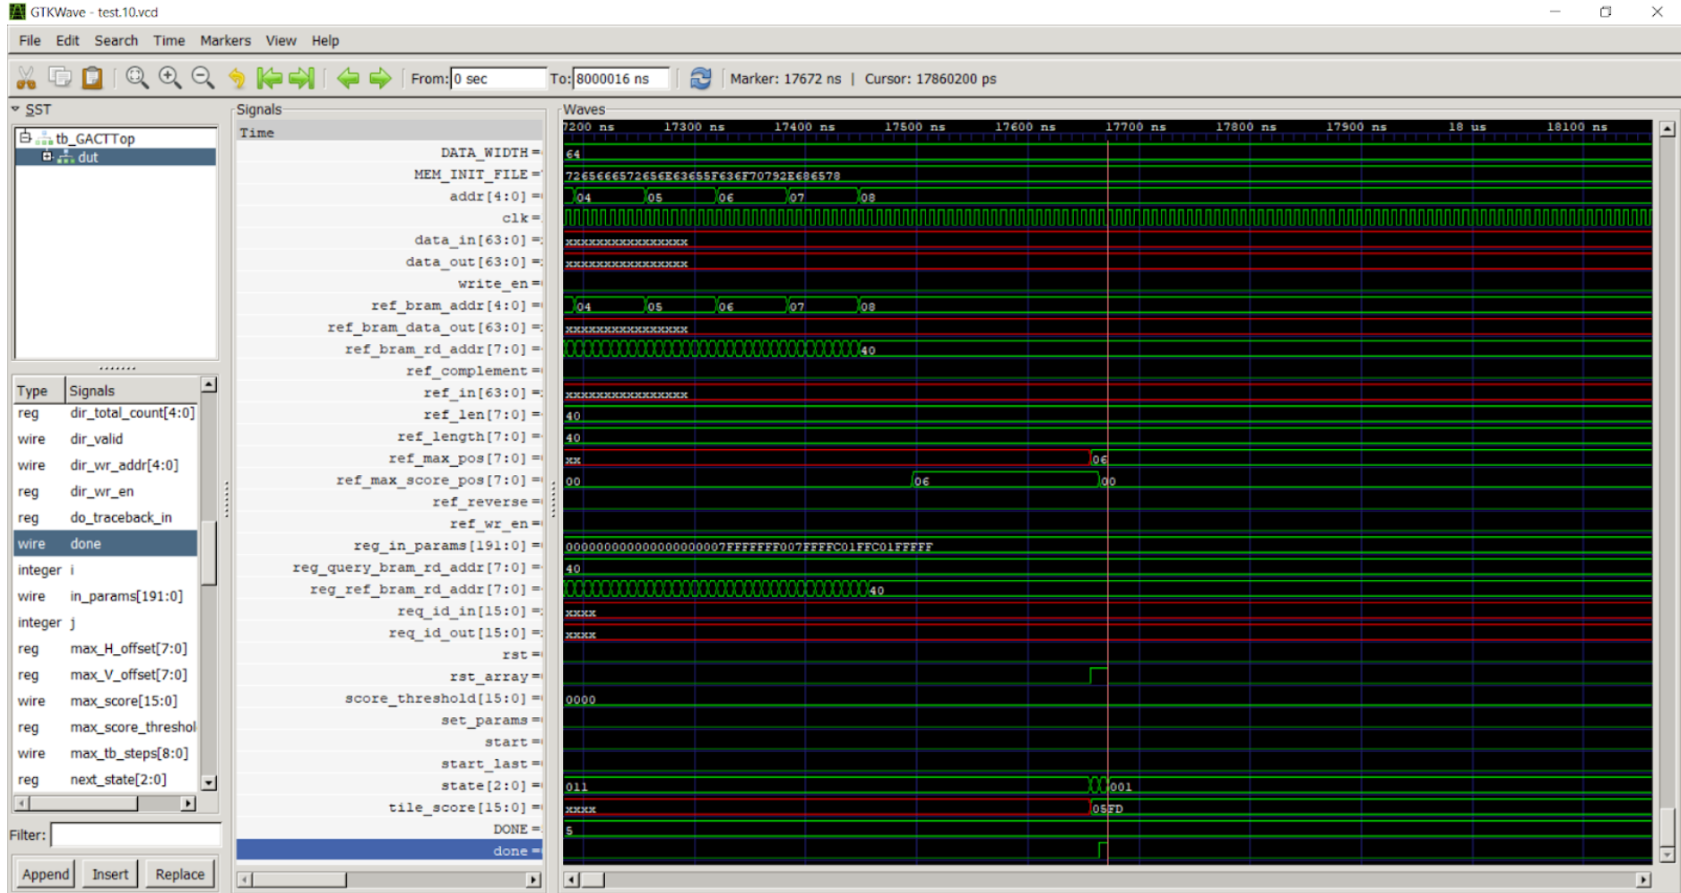 GTKWave - test.10.vcd
File Edit Search Time Markers View Help
From: 0 sec To: 8000016 ns Marker: 17672 ns | Cursor: 17860200 ps
SST
tb_GACTTop
dut
Type Signals
reg dir_total_count[4:0]
wire dir_valid
wire dir_wr_addr[4:0]
reg dir_wr_en
reg do_traceback_in
wire done
integer i
wire in_params[191:0]
integer j
reg max_H_offset[7:0]
reg max_V_offset[7:0]
wire max_score[15:0]
reg max_score_threshol
wire max_tb_steps[8:0]
reg next_state[2:0]
Filter:
Append Insert Replace
Signals
Time
DATA_WIDTH =
MEM_INIT_FILE =
addr[4:0] =
clk =
data_in[63:0] =
data_out[63:0] =
write_en =
ref_bram_addr[4:0] =
ref_bram_data_out[63:0] =
ref_bram_rd_addr[7:0] =
ref_complement =
ref_in[63:0] =
ref_len[7:0] =
ref_length[7:0] =
ref_max_pos[7:0] =
ref_max_score_pos[7:0] =
ref_reverse =
ref_wr_en =
reg_in_params[191:0] =
reg_query_bram_rd_addr[7:0] =
reg_ref_bram_rd_addr[7:0] =
req_id_in[15:0] =
req_id_out[15:0] =
rst =
rst_array =
score_threshold[15:0] =
set_params =
start =
start_last =
state[2:0] =
tile_score[15:0] =
DONE =
done =
Waves
7200 ns 17300 ns 17400 ns 17500 ns 17600 ns 17700 ns 17800 ns 17900 ns 18 us 18100 ns
64
7265666572656E63655F636F70792E686578
04 05 06 07 08
xxxxxxxxxxxxxxxx
xxxxxxxxxxxxxxxx
04 05 06 07 08
xxxxxxxxxxxxxxxx
40
xxxxxxxxxxxxxxxx
40
40
xx 06
00 06 00
000000000000000000007FFFFFFF007FFFFC01FFC01FFFFF
40
40
xxxx
xxxx
0000
011 001
xxxx 05FD
5